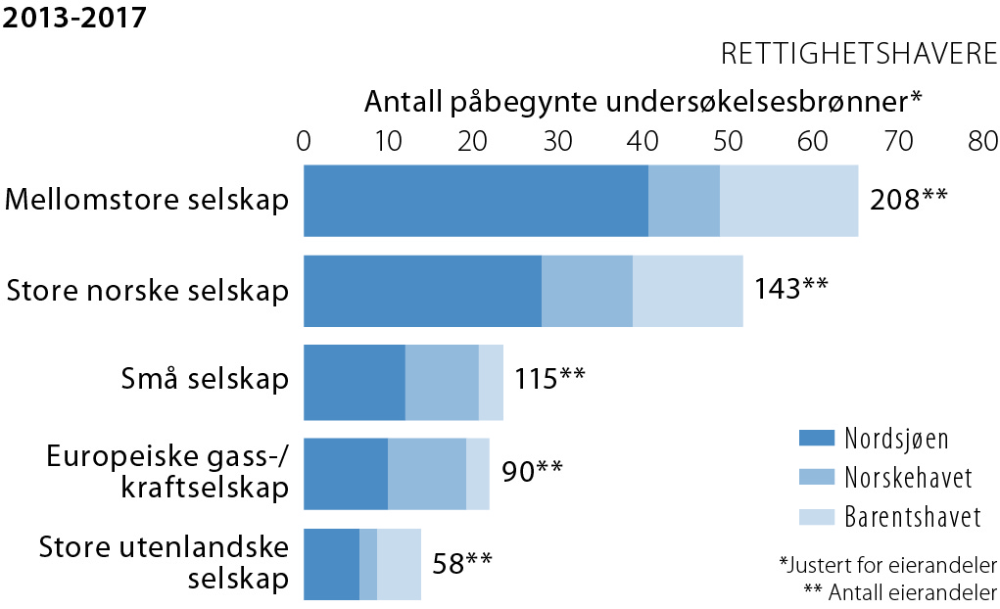 2013-2017
RETTIGHETSHAVERE
Antall påbegynte undersøkelsesbrønner*
0 10 20 30 40 50 60 70 80
Mellomstore selskap 208**
Store norske selskap 143**
Små selskap 115**
Europeiske gass-/
kraftselskap 90**
Store utenlandske
selskap 58**
Nordsjøen
Norskehavet
Barentshavet
*Justert for eierandeler
** Antall eierandeler